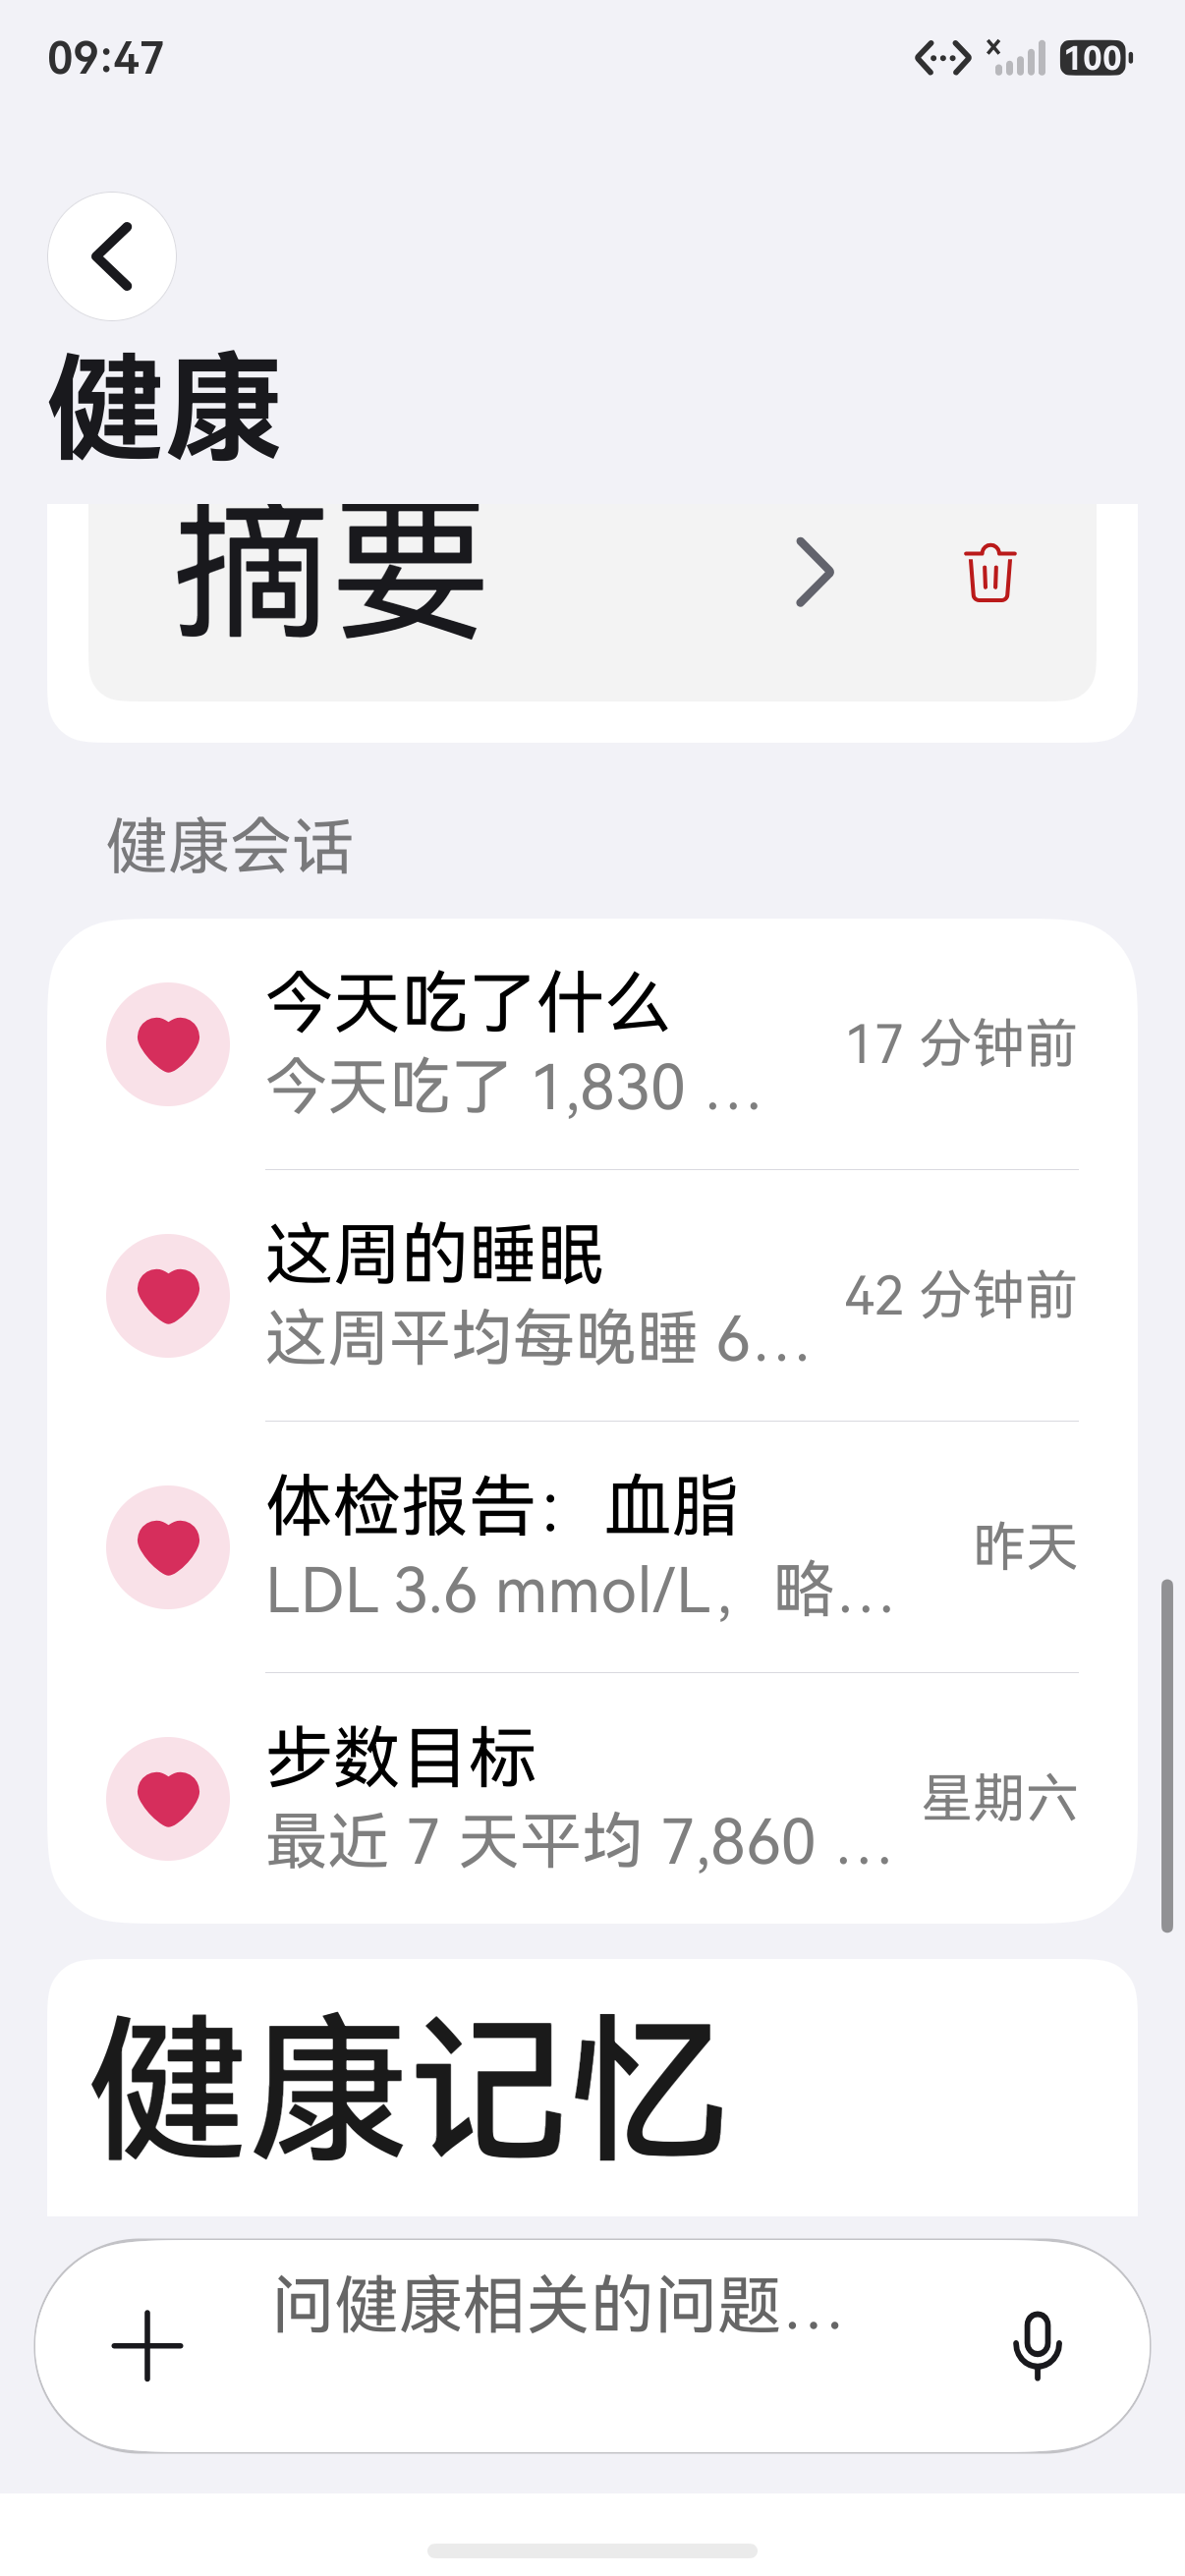 09:47
100
健康
摘要
健康会话
今天吃了什么
17 分钟前
今天吃了 1,830 …
这周的睡眠
42 分钟前
这周平均每晚睡 6…
体检报告：血脂
昨天
LDL 3.6 mmol/L，略…
步数目标
星期六
最近 7 天平均 7,860 …
健康记忆
问健康相关的问题…